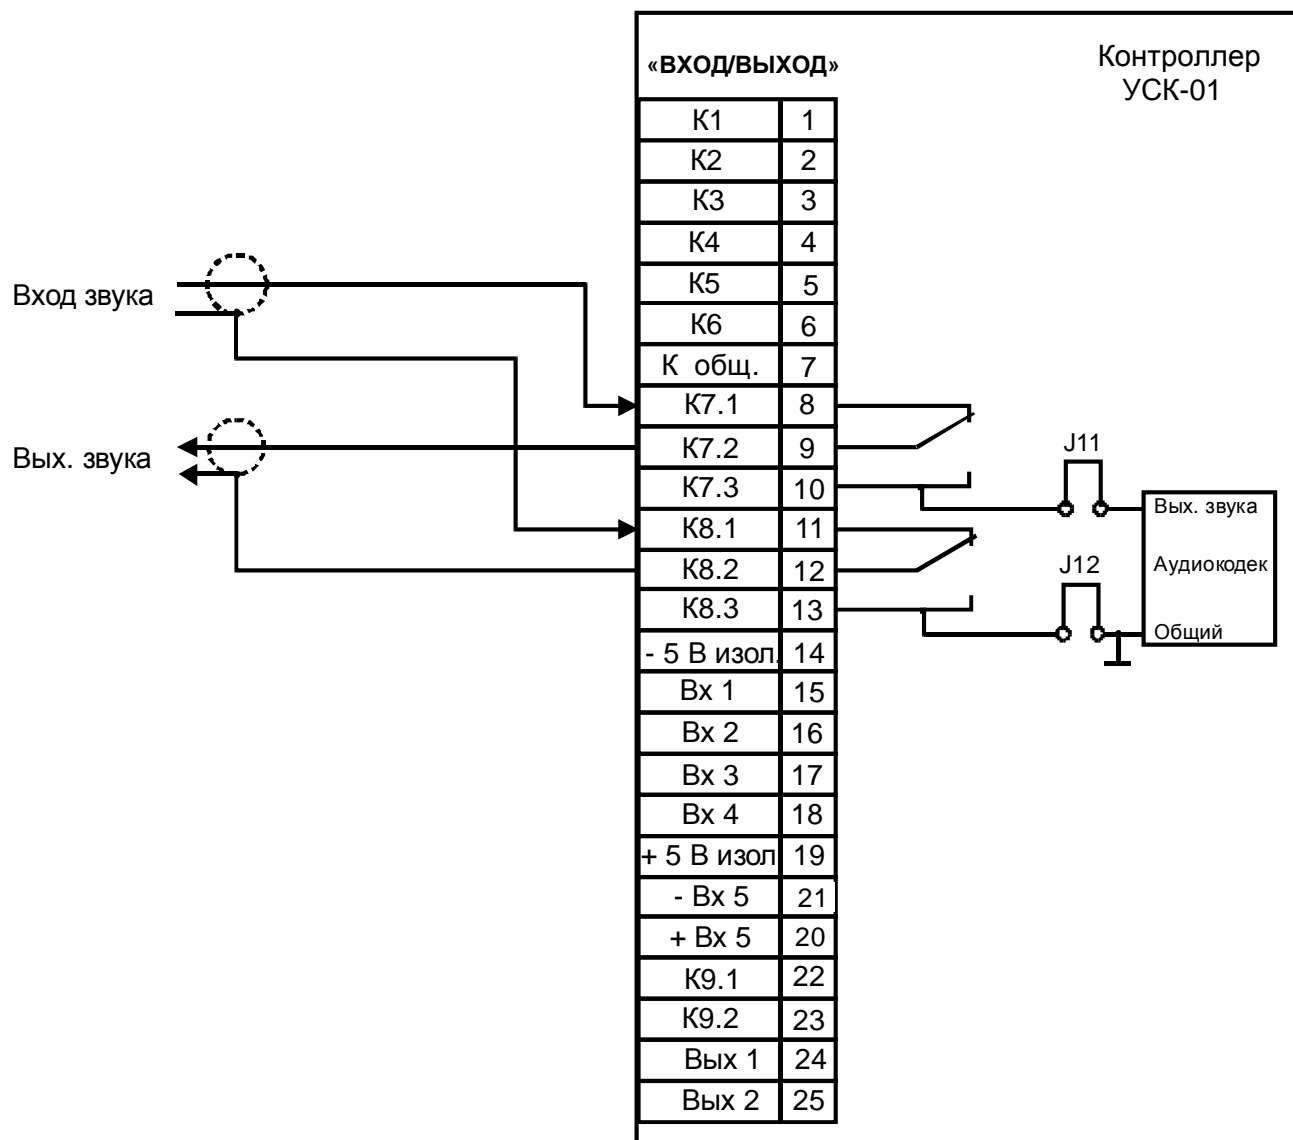 «ВХОД/ВЫХОД»
Контроллер
УСК-01
К1 1
К2 2
К3 3
К4 4
К5 5
К6 6
К общ. 7
К7.1 8
К7.2 9
К7.3 10
К8.1 11
К8.2 12
К8.3 13
- 5 В изол. 14
Вх 1 15
Вх 2 16
Вх 3 17
Вх 4 18
+ 5 В изол 19
- Вх 5 21
+ Вх 5 20
К9.1 22
К9.2 23
Вых 1 24
Вых 2 25
Вход звука
Вых. звука
J11
J12
Вых. звука
Аудиокодек
Общий